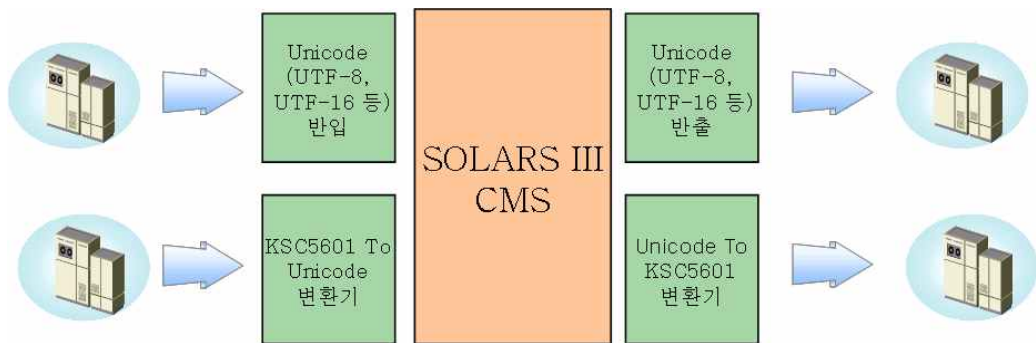 Unicode
(UTF-8,
UTF-16 등)
반입
Unicode
(UTF-8,
UTF-16 등)
반출
SOLARS III
CMS
KSC5601 To
Unicode
변환기
Unicode To
KSC5601
변환기